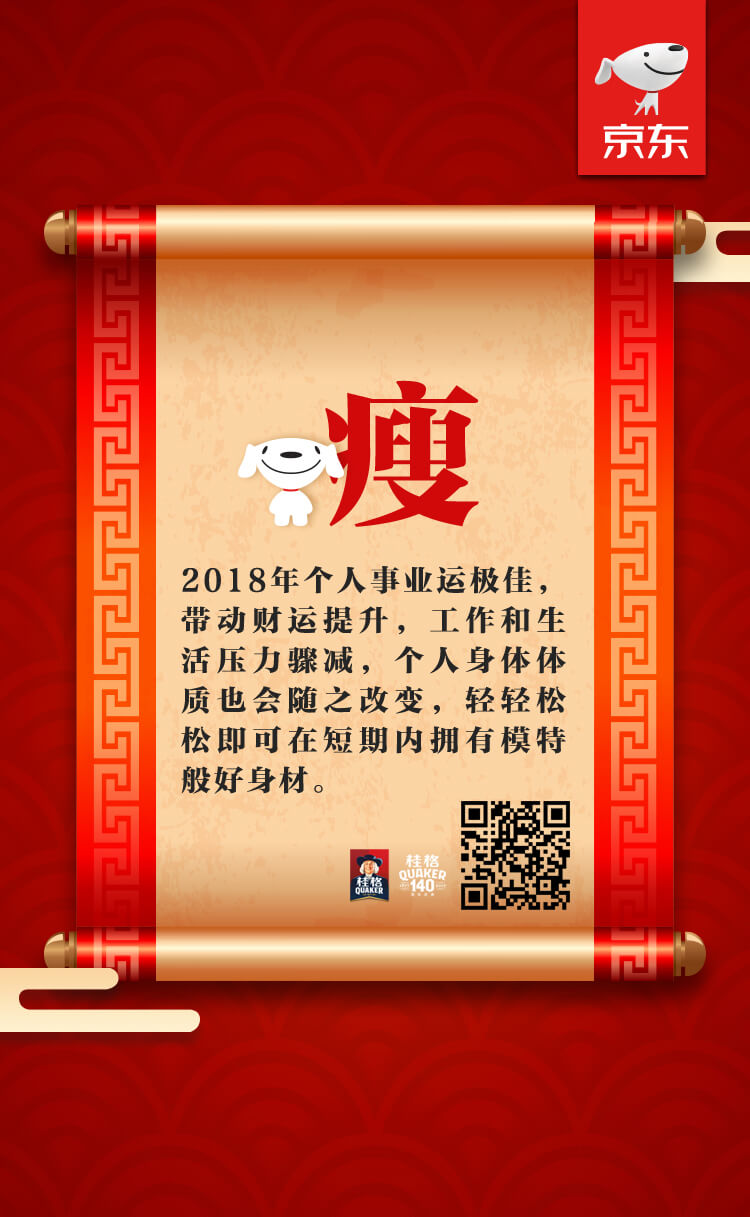 京东
瘦
2018年个人事业运极佳，
带动财运提升，工作和生
活压力骤减，个人身体体
质也会随之改变，轻轻松
松即可在短期内拥有模特
般好身材。
桂格
QUAKER
桂格
QUAKER
140